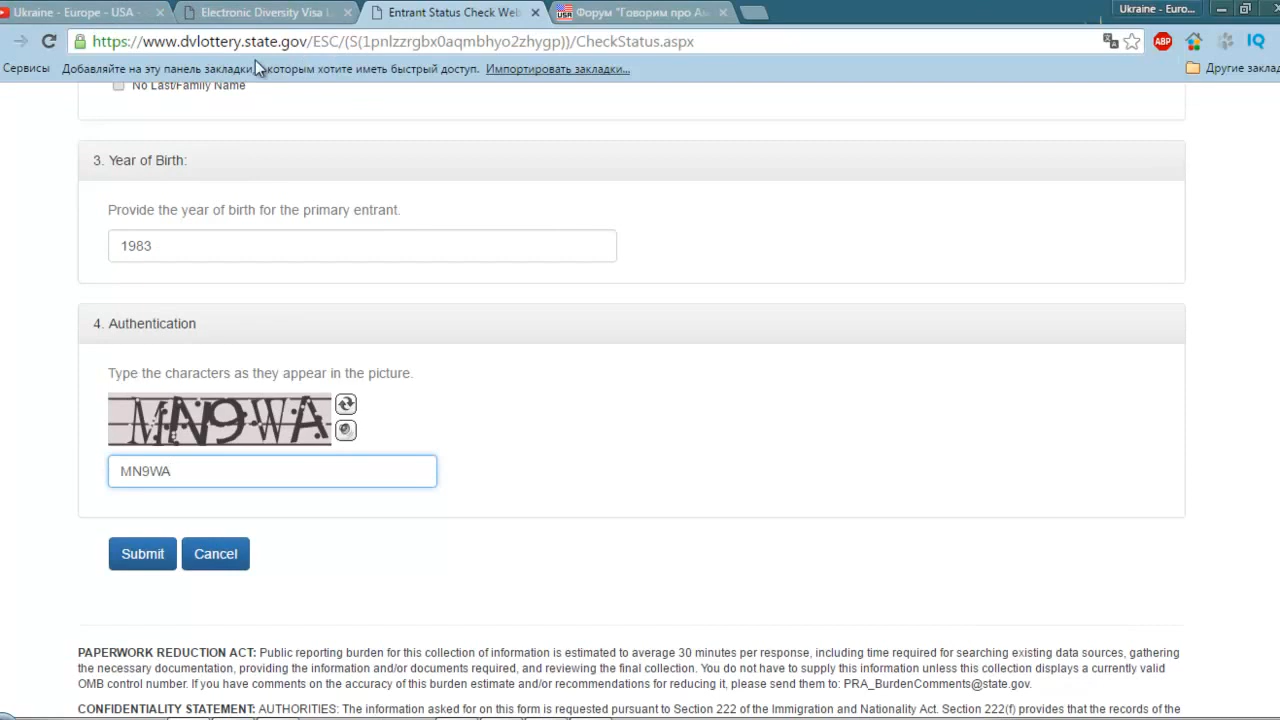 Ukraine - Europe - USA -
Electronic Diversity Visa L
Entrant Status Check Web
Форум "Говорим про Ам
Ukraine - Euro...
https://www.dvlottery.state.gov/ESC/(S(1pnlzzrgbx0aqmbhyo2zhygp))/CheckStatus.aspx
ABP
IQ
Сервисы
Добавляйте на эту панель закладки, которым хотите иметь быстрый доступ. Импортировать закладки...
Другие заклад
No Last/Family Name
3. Year of Birth:
Provide the year of birth for the primary entrant.
1983
4. Authentication
Type the characters as they appear in the picture.
MN9WA
MN9WA
Submit Cancel
PAPERWORK REDUCTION ACT: Public reporting burden for this collection of information is estimated to average 30 minutes per response, including time required for searching existing data sources, gathering
the necessary documentation, providing the information and/or documents required, and reviewing the final collection. You do not have to supply this information unless this collection displays a currently valid
OMB control number. If you have comments on the accuracy of this burden estimate and/or recommendations for reducing it, please send them to: PRA_BurdenComments@state.gov.
CONFIDENTIALITY STATEMENT: AUTHORITIES: The information asked for on this form is requested pursuant to Section 222 of the Immigration and Nationality Act. Section 222(f) provides that the records of the